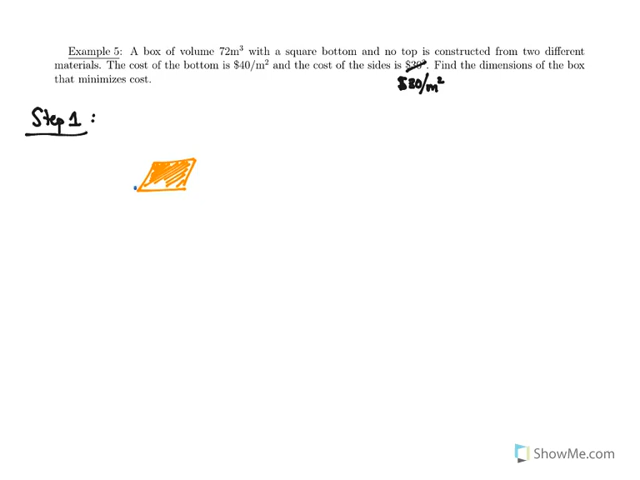 Example 5: A box of volume 72m³ with a square bottom and no top is constructed from two different
materials. The cost of the bottom is $40/m² and the cost of the sides is . Find the dimensions of the box
that minimizes cost.
$30/m²
Step 1 :
ShowMe.com